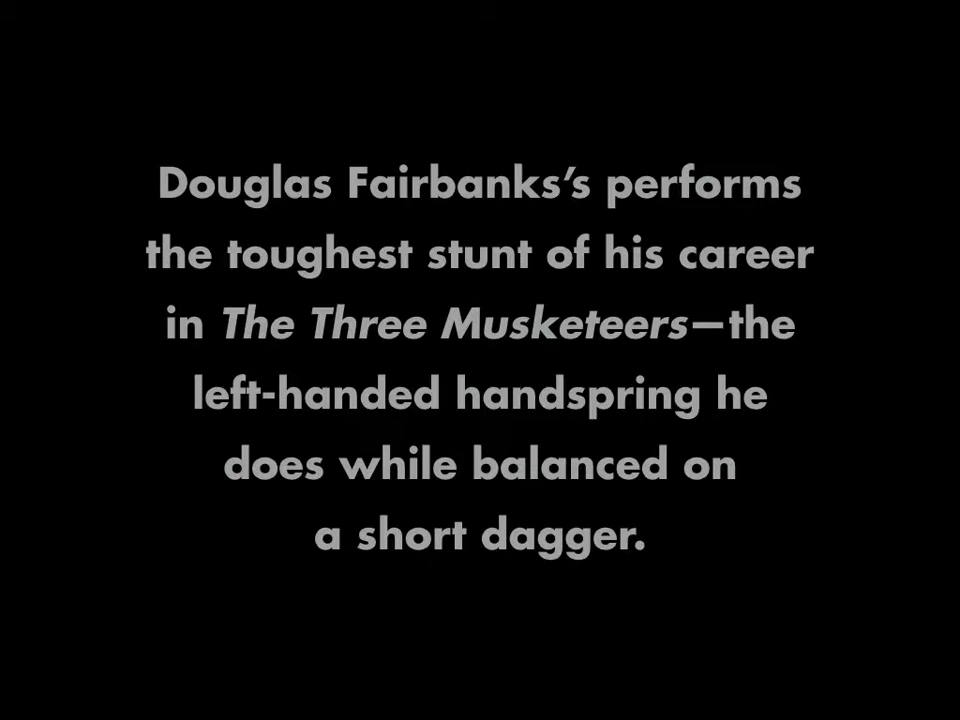 Douglas Fairbanks’s performs
the toughest stunt of his career
in The Three Musketeers—the
left-handed handspring he
does while balanced on
a short dagger.